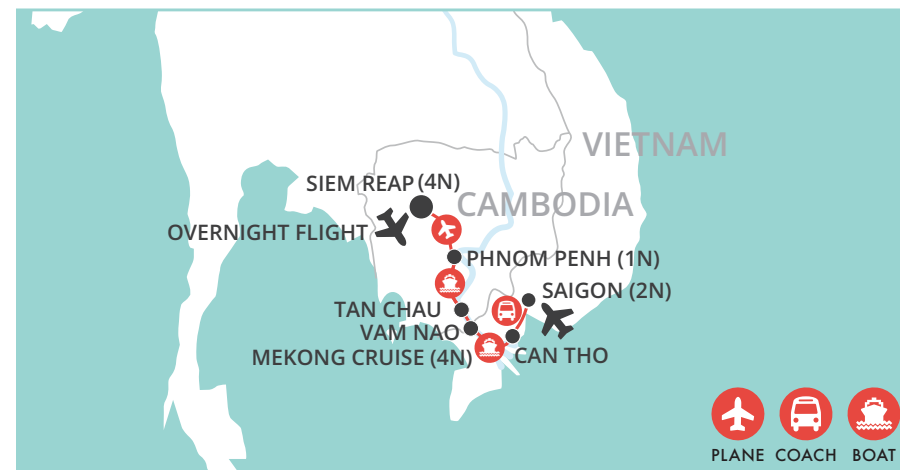 VIETNAM
SIEM REAP (4N)
CAMBODIA
OVERNIGHT FLIGHT
PHNOM PENH (1N)
SAIGON (2N)
TAN CHAU
VAM NAO
MEKONG CRUISE (4N)
CAN THO
PLANE COACH BOAT